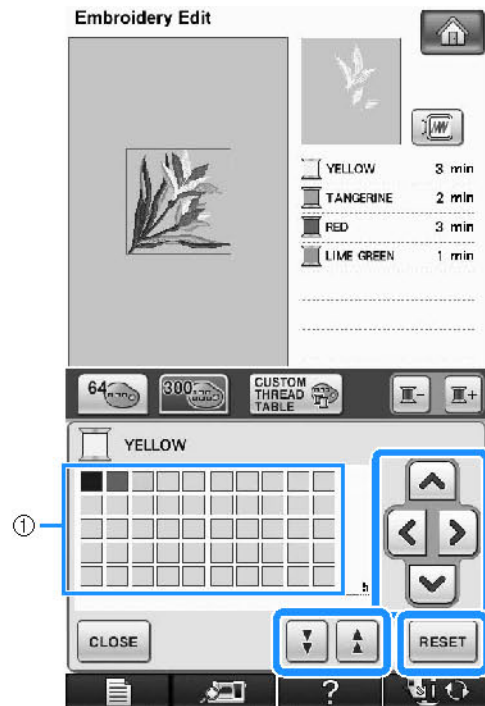 Embroidery Edit
YELLOW 3 min
TANGERINE 2 min
RED 3 min
LIME GREEN 1 min
64
300
CUSTOM
THREAD
TABLE
- +
YELLOW
1
5
CLOSE
RESET
?